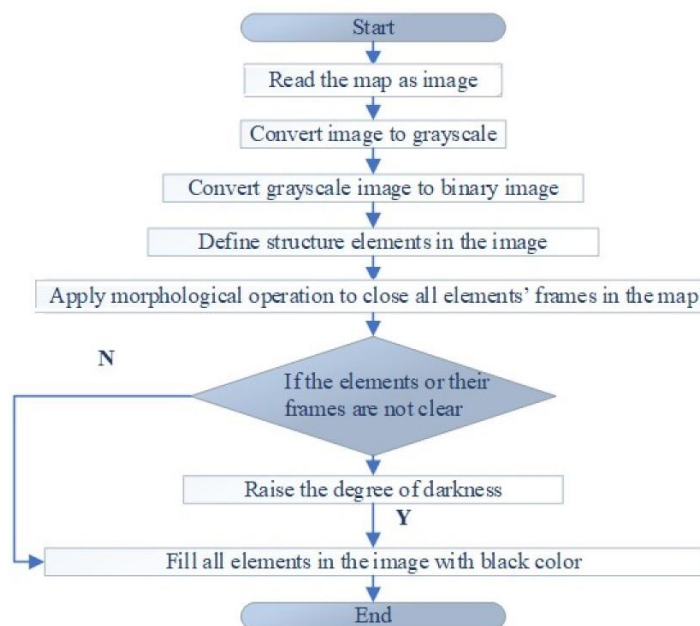 Start
Read the map as image
Convert image to grayscale
Convert grayscale image to binary image
Define structure elements in the image
Apply morphological operation to close all elements’ frames in the map
N
If the elements or their
frames are not clear
Raise the degree of darkness
Y
Fill all elements in the image with black color
End